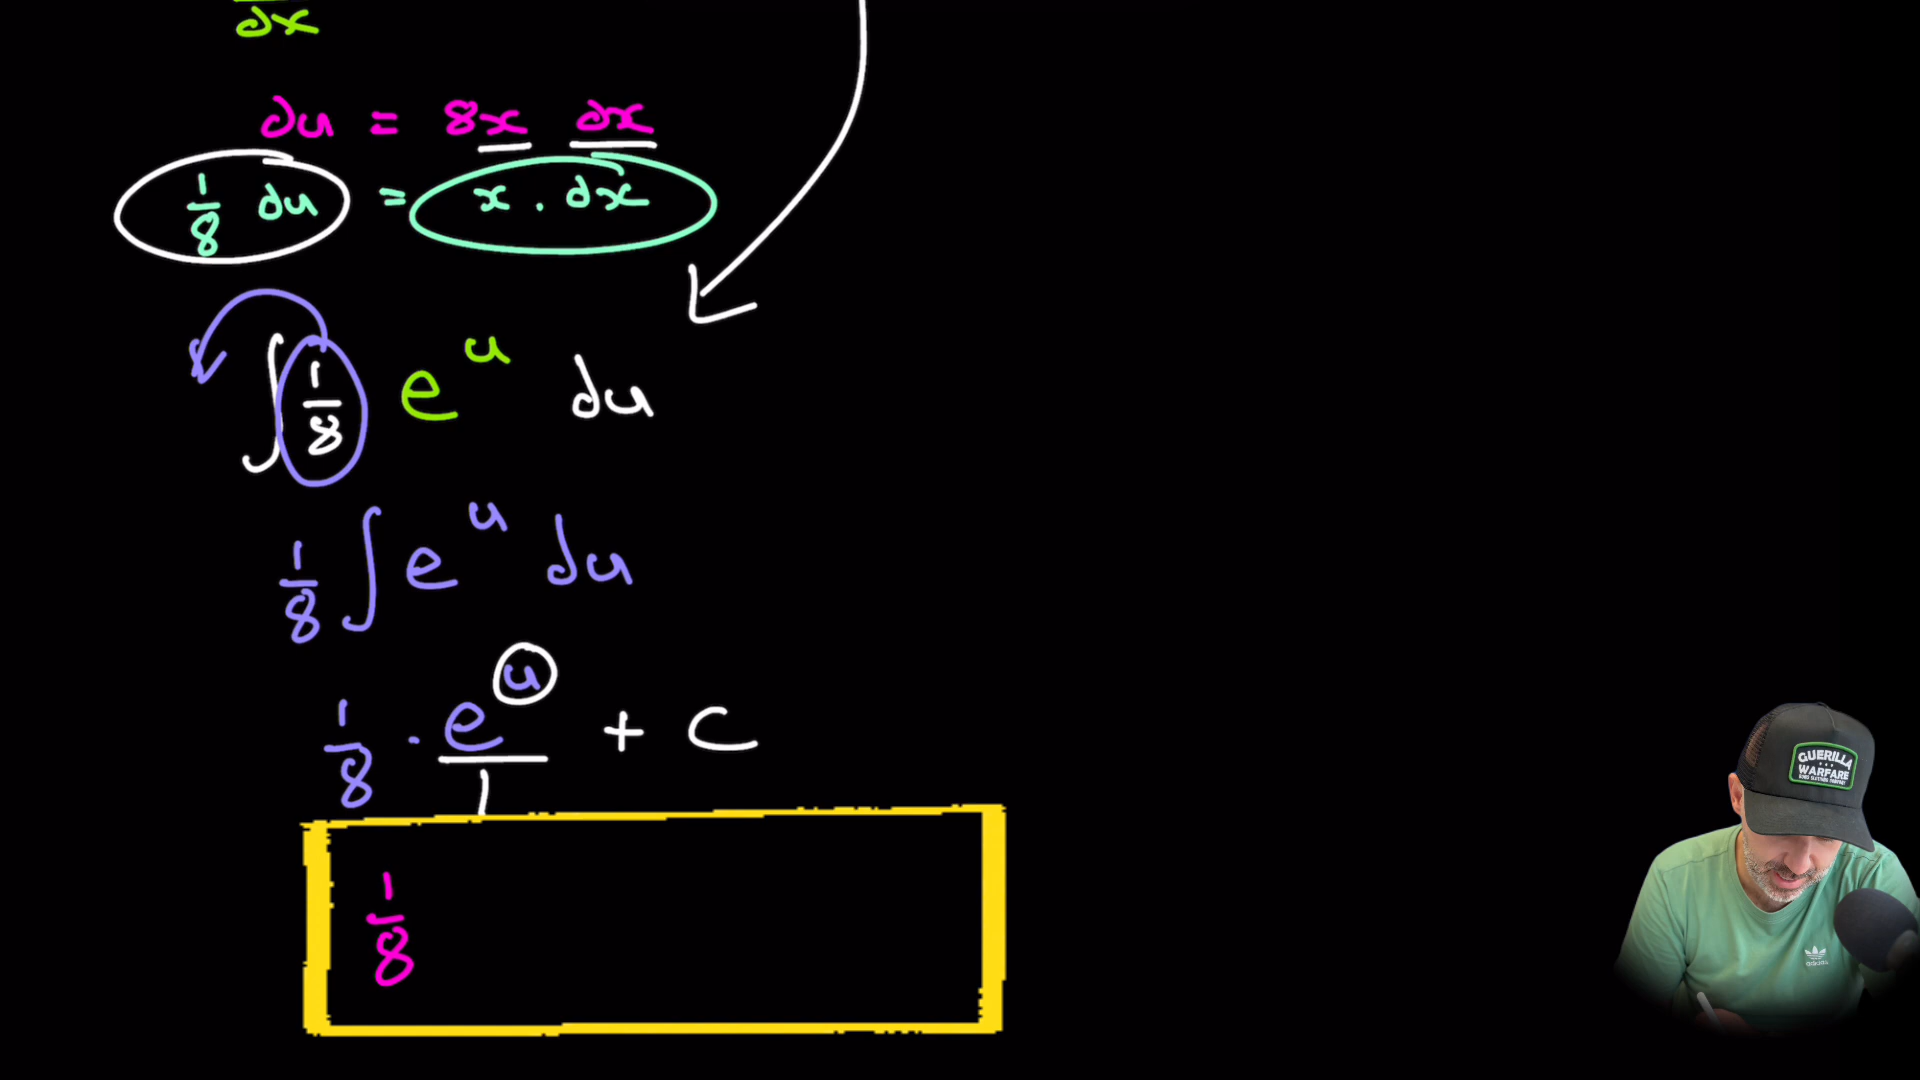 dx
du = 8x dx
1/8 du = x . dx
∫ 1/8 e^u du
1/8 ∫ e^u du
1/8 · e^u/1 + c
1/8
GUERILLA
WARFARE
adidas